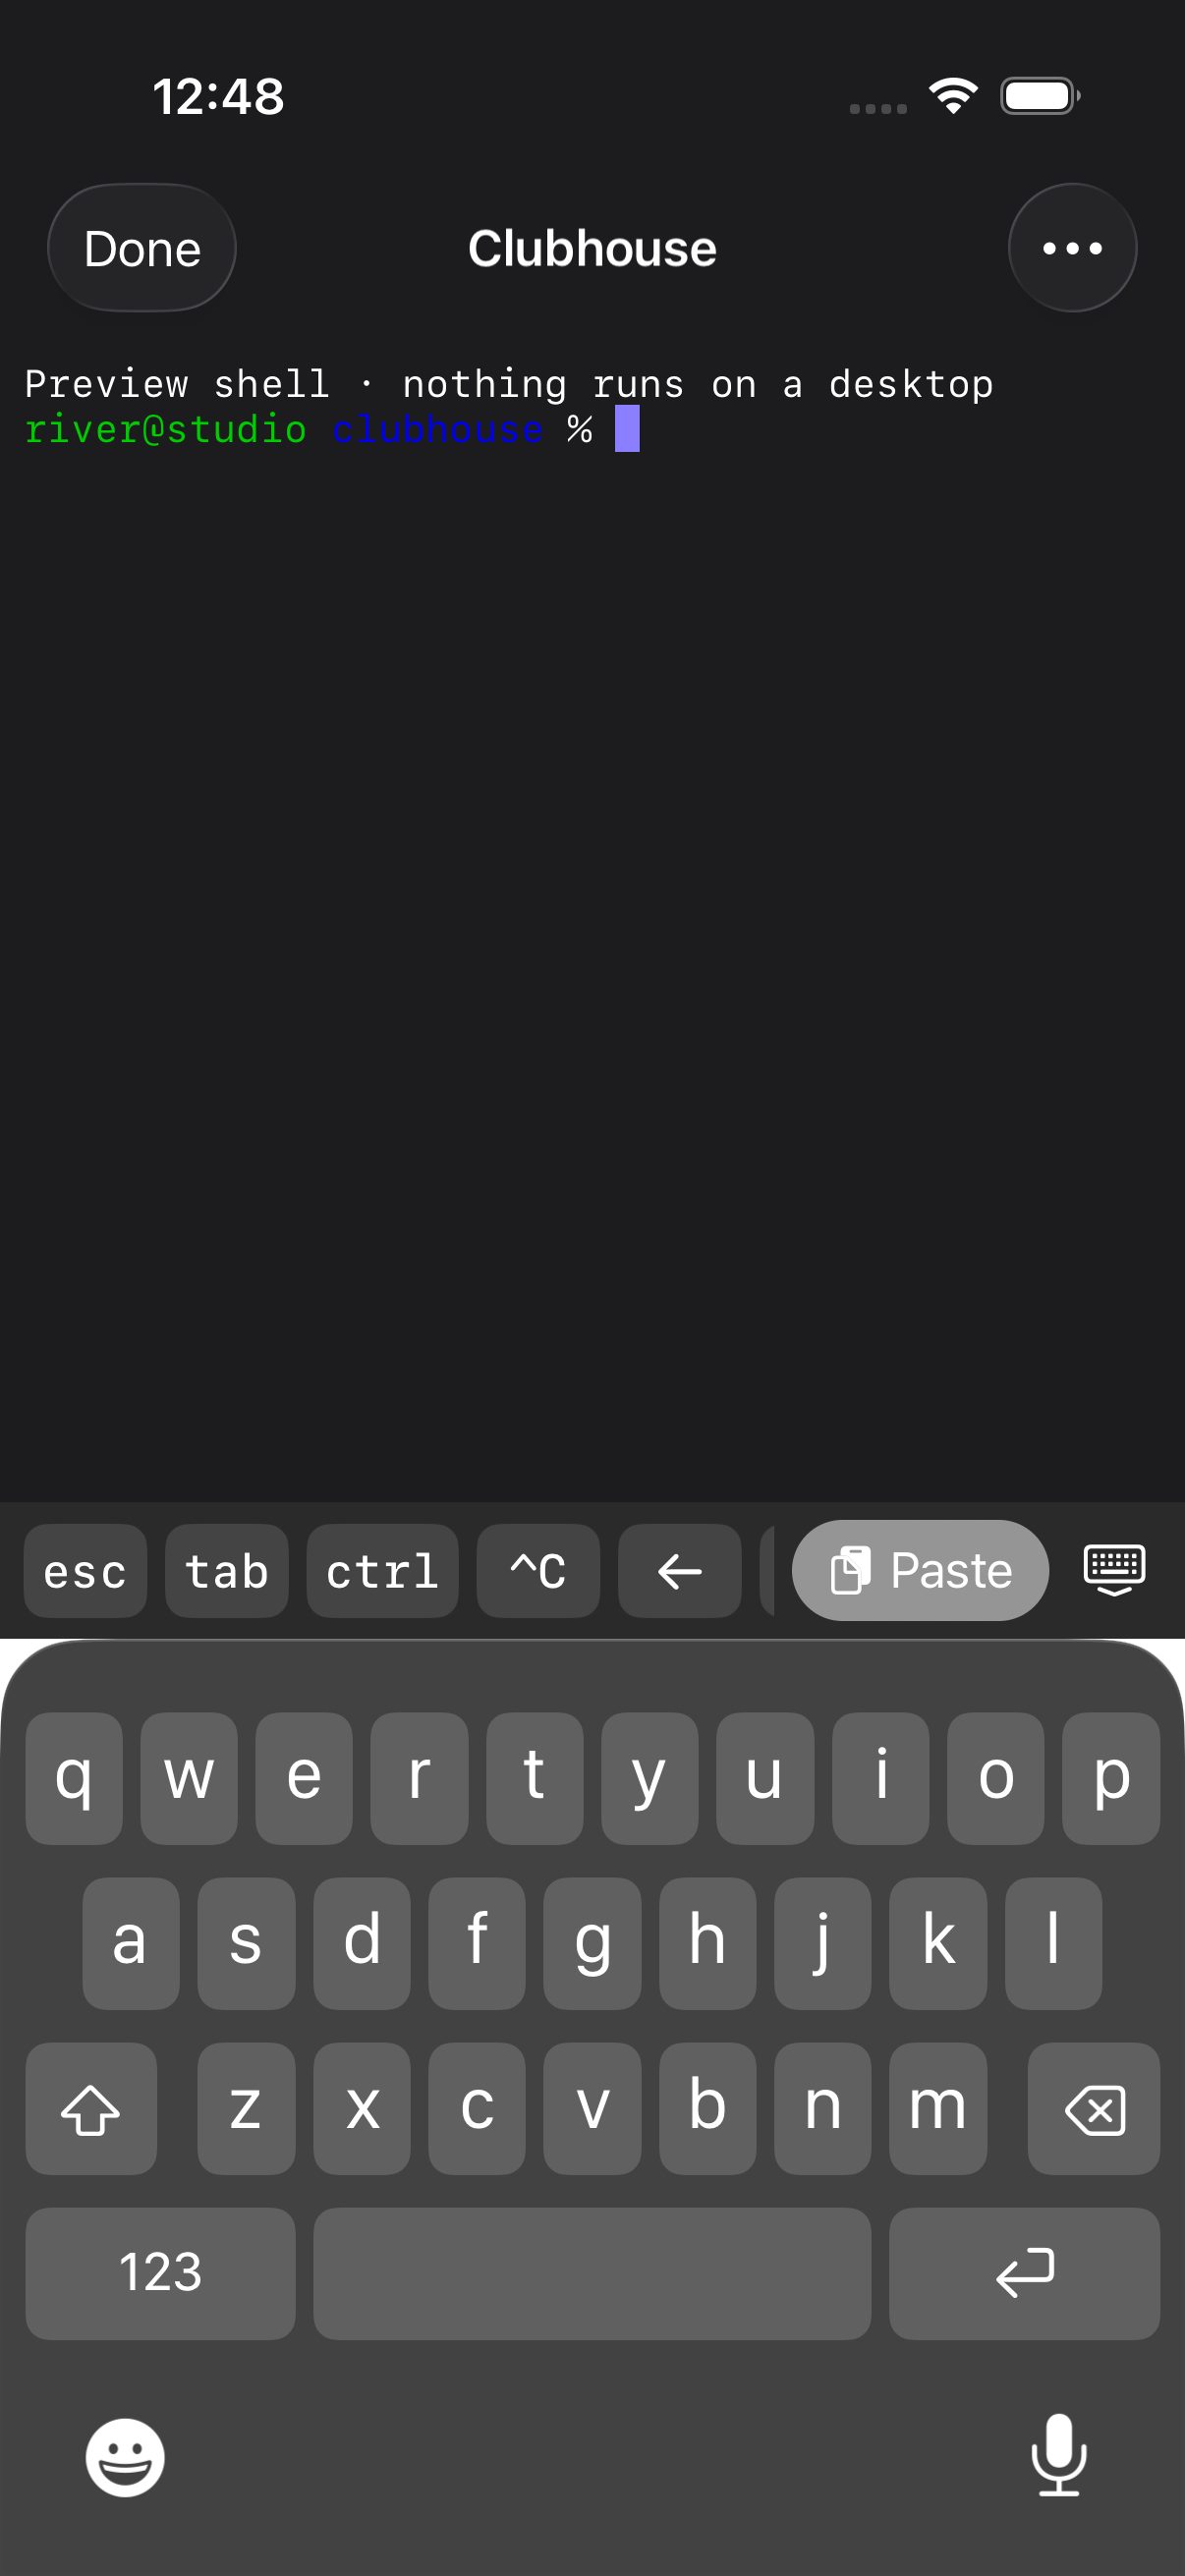 12:48
Done Clubhouse
Preview shell · nothing runs on a desktop
river@studio clubhouse %
esc tab ctrl ^C ← Paste
q w e r t y u i o p
a s d f g h j k l
z x c v b n m
123